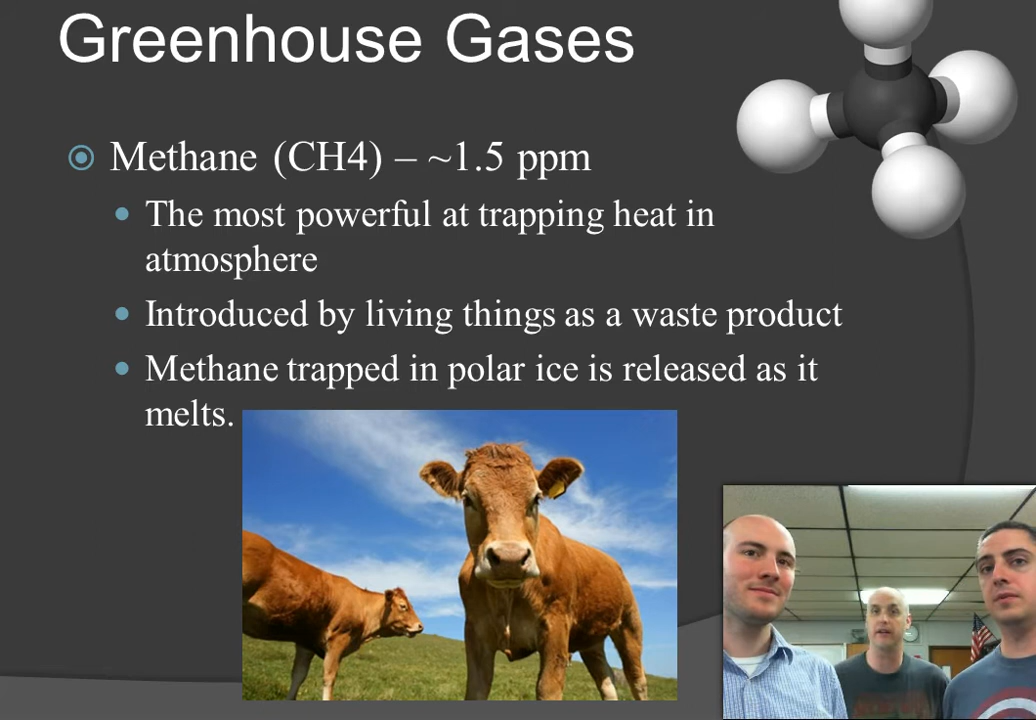 Greenhouse Gases
Methane (CH4) – ~1.5 ppm
The most powerful at trapping heat in
atmosphere
Introduced by living things as a waste product
Methane trapped in polar ice is released as it
melts.